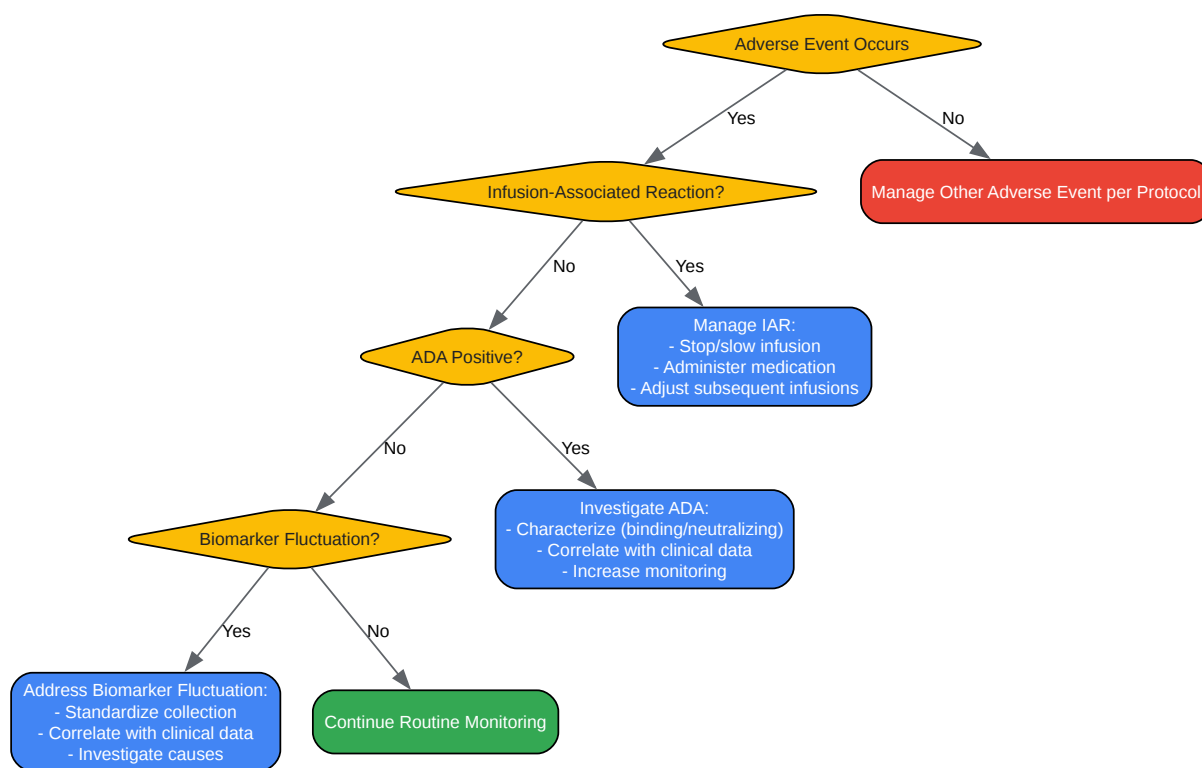 Adverse Event Occurs
Yes
No
Infusion-Associated Reaction?
Manage Other Adverse Event per Protocol
No
Yes
Manage IAR:
- Stop/slow infusion
- Administer medication
- Adjust subsequent infusions
ADA Positive?
No
Yes
Investigate ADA:
- Characterize (binding/neutralizing)
- Correlate with clinical data
- Increase monitoring
Biomarker Fluctuation?
Yes
No
Address Biomarker Fluctuation:
- Standardize collection
- Correlate with clinical data
- Investigate causes
Continue Routine Monitoring